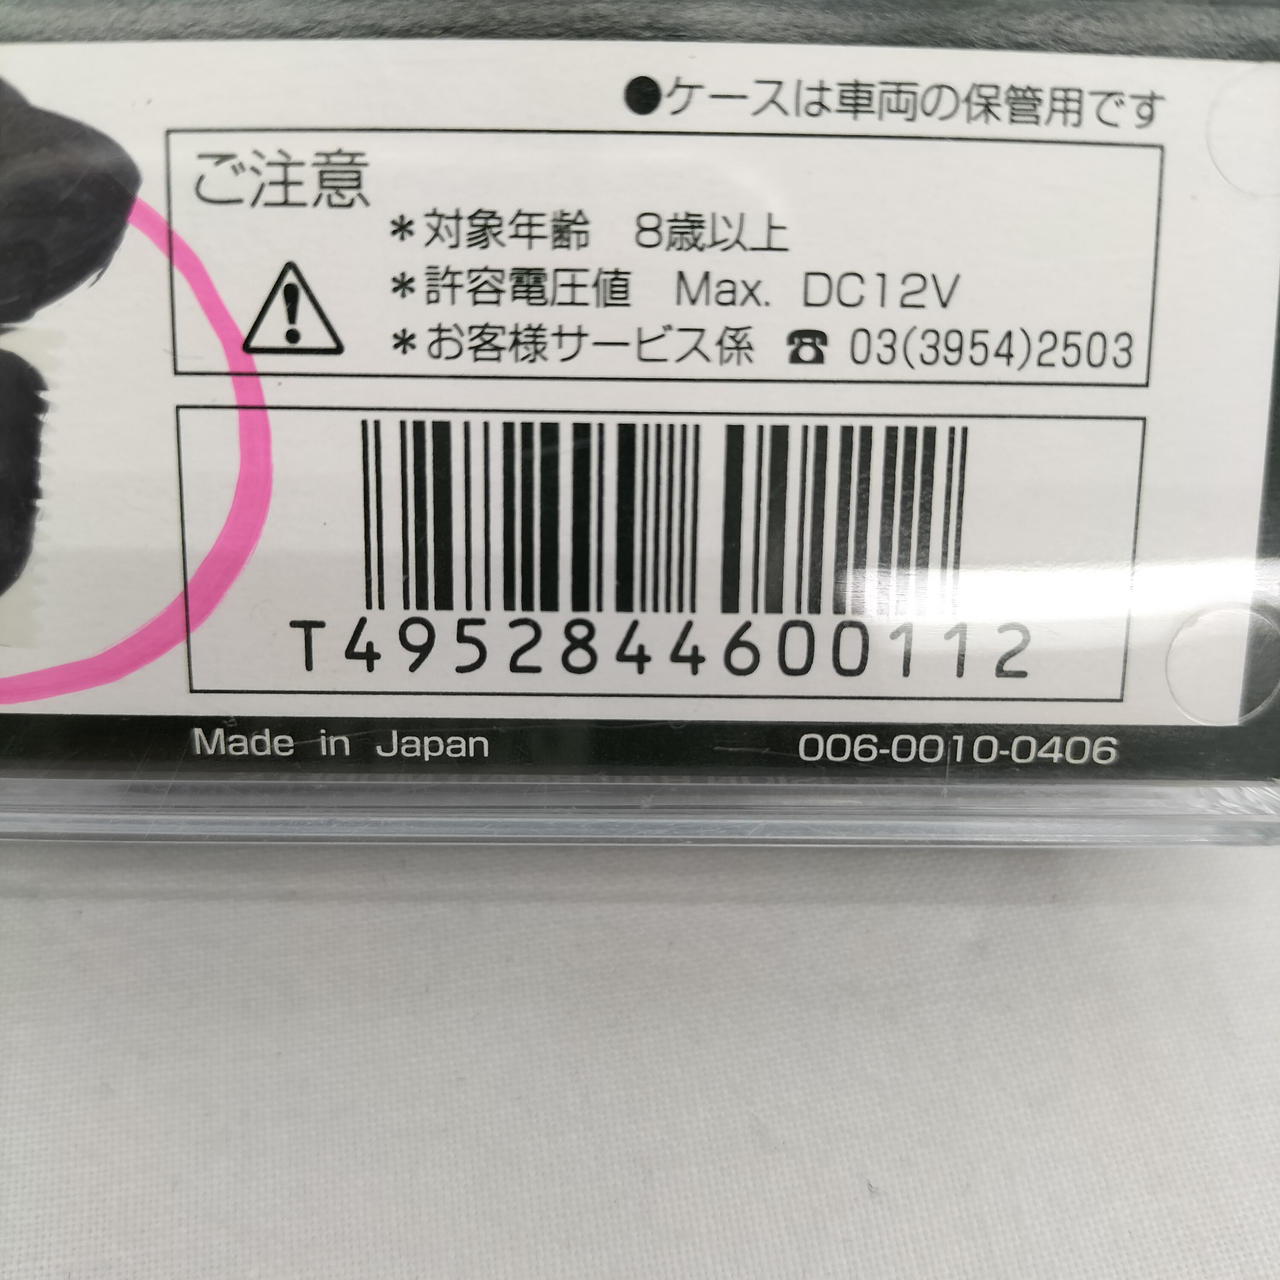 ●ケースは車両の保管用です
ご注意
＊対象年齢　8歳以上
＊許容電圧値　Max. DC12V
＊お客様サービス係 ☎ 03(3954)2503
T4952844600112
Made in Japan
006-0010-0406